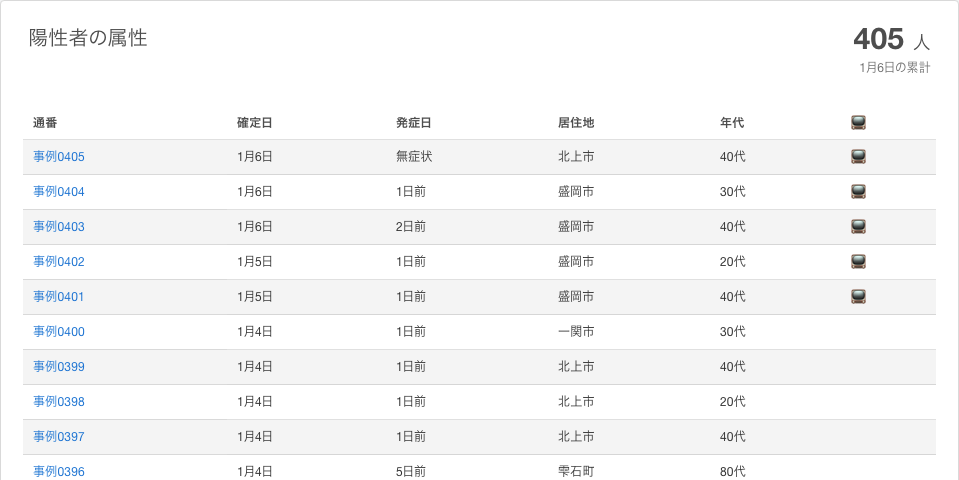 陽性者の属性
405 人
1月6日の累計
通番 確定日 発症日 居住地 年代
事例0405 1月6日 無症状 北上市 40代
事例0404 1月6日 1日前 盛岡市 30代
事例0403 1月6日 2日前 盛岡市 40代
事例0402 1月5日 1日前 盛岡市 20代
事例0401 1月5日 1日前 盛岡市 40代
事例0400 1月4日 1日前 一関市 30代
事例0399 1月4日 1日前 北上市 40代
事例0398 1月4日 1日前 北上市 20代
事例0397 1月4日 1日前 北上市 40代
事例0396 1月4日 5日前 雫石町 80代